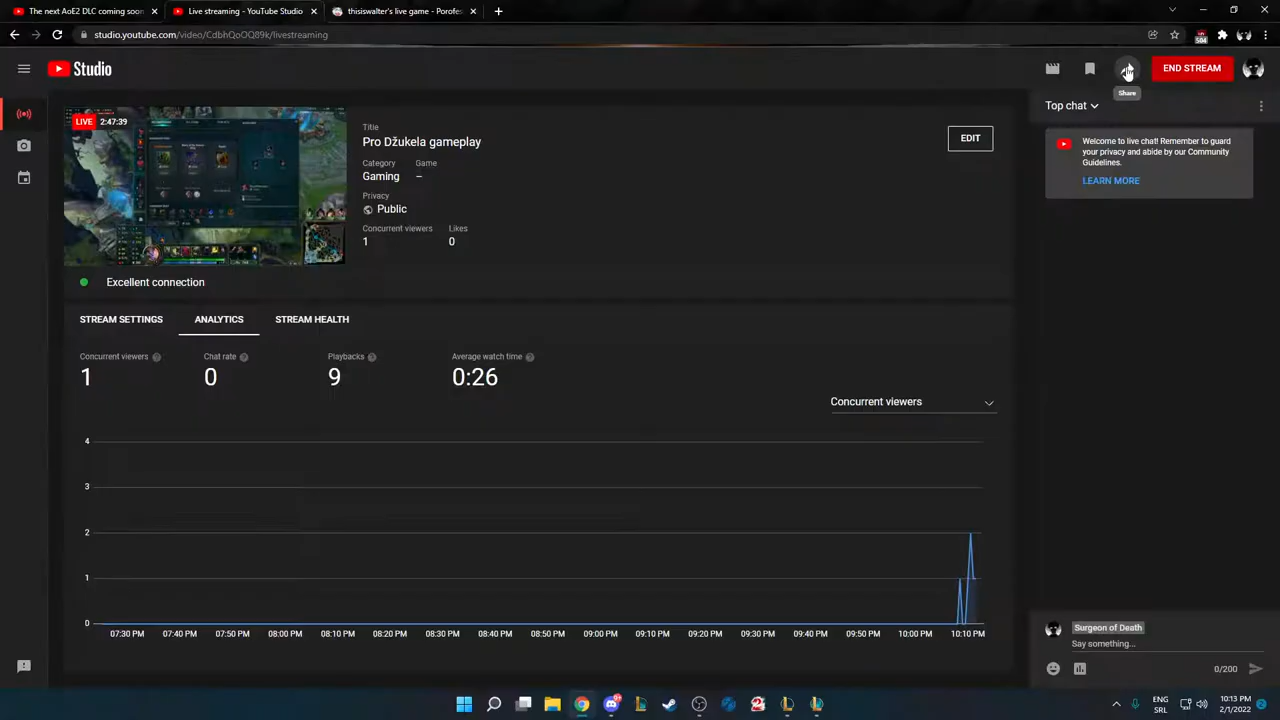 The next AoE2 DLC coming soon
Live streaming - YouTube Studio
thisiswalter's live game - Porofes
studio.youtube.com/video/CdbhQoOQ89k/livestreaming
504
Studio
END STREAM
Share
LIVE 2:47:39
Title
Pro Džukela gameplay
EDIT
Category Game
Gaming –
Privacy
Public
Concurrent viewers Likes
1 0
Excellent connection
STREAM SETTINGS ANALYTICS STREAM HEALTH
Concurrent viewers Chat rate Playbacks Average watch time
1 0 9 0:26
Concurrent viewers
4
3
2
1
0
07:30 PM 07:40 PM 07:50 PM 08:00 PM 08:10 PM 08:20 PM 08:30 PM 08:40 PM 08:50 PM 09:00 PM 09:10 PM 09:20 PM 09:30 PM 09:40 PM 09:50 PM 10:00 PM 10:10 PM
Top chat
Welcome to live chat! Remember to guard
your privacy and abide by our Community
Guidelines.
LEARN MORE
Surgeon of Death
Say something...
0/200
ENG
SRL
10:13 PM
2/1/2022